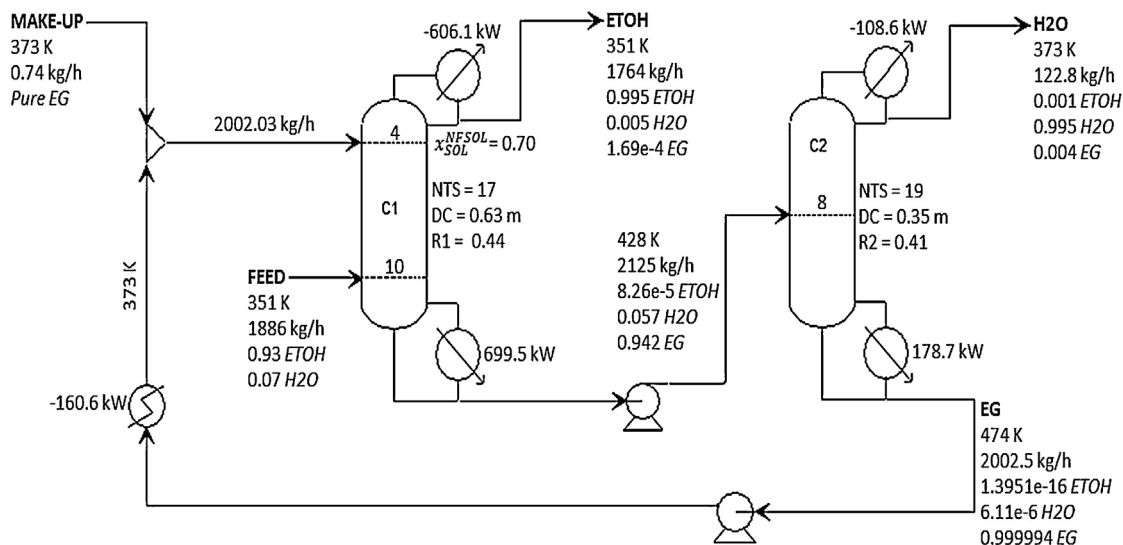 MAKE-UP
373 K
0.74 kg/h
Pure EG
2002.03 kg/h
373 K
-160.6 kW
-606.1 kW
ETOH
351 K
1764 kg/h
0.995 ETOH
0.005 H2O
1.69e-4 EG
4
x_SOL^NFSOL = 0.70
C1
NTS = 17
DC = 0.63 m
R1 = 0.44
10
FEED
351 K
1886 kg/h
0.93 ETOH
0.07 H2O
699.5 kW
428 K
2125 kg/h
8.26e-5 ETOH
0.057 H2O
0.942 EG
-108.6 kW
H2O
373 K
122.8 kg/h
0.001 ETOH
0.995 H2O
0.004 EG
C2
NTS = 19
8
DC = 0.35 m
R2 = 0.41
178.7 kW
EG
474 K
2002.5 kg/h
1.3951e-16 ETOH
6.11e-6 H2O
0.999994 EG